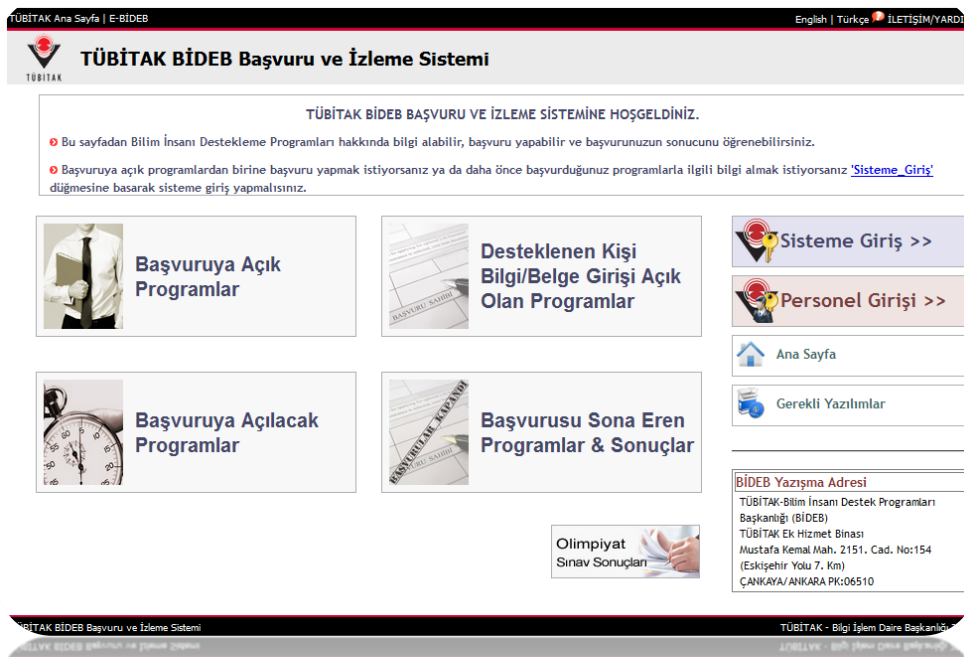 TÜBİTAK Ana Sayfa | E-BİDEB
English | Türkçe İLETİŞİM/YARDI
TÜBİTAK
TÜBİTAK BİDEB Başvuru ve İzleme Sistemi
TÜBİTAK BİDEB BAŞVURU VE İZLEME SİSTEMİNE HOŞGELDİNİZ.
Bu sayfadan Bilim İnsanı Destekleme Programları hakkında bilgi alabilir, başvuru yapabilir ve başvurunuzun sonucunu öğrenebilirsiniz.
Başvuruya açık programlardan birine başvuru yapmak istiyorsanız ya da daha önce başvurduğunuz programlarla ilgili bilgi almak istiyorsanız 'Sisteme_Giriş'
düğmesine basarak sisteme giriş yapmalısınız.
Başvuruya Açık
Programlar
BAŞVURU SAHİBİ
Desteklenen Kişi
Bilgi/Belge Girişi Açık
Olan Programlar
Sisteme Giriş >>
Personel Girişi >>
Ana Sayfa
Gerekli Yazılımlar
Başvuruya Açılacak
Programlar
BAŞVURULAR KAPANDI
Başvurusu Sona Eren
Programlar & Sonuçlar
Olimpiyat
Sınav Sonuçları
BİDEB Yazışma Adresi
TÜBİTAK-Bilim İnsanı Destek Programları
Başkanlığı (BİDEB)
TÜBİTAK Ek Hizmet Binası
Mustafa Kemal Mah. 2151. Cad. No:154
(Eskişehir Yolu 7. Km)
ÇANKAYA/ANKARA PK:06510
TÜBİTAK BİDEB Başvuru ve İzleme Sistemi
TÜBİTAK - Bilgi İşlem Daire Başkanlığı